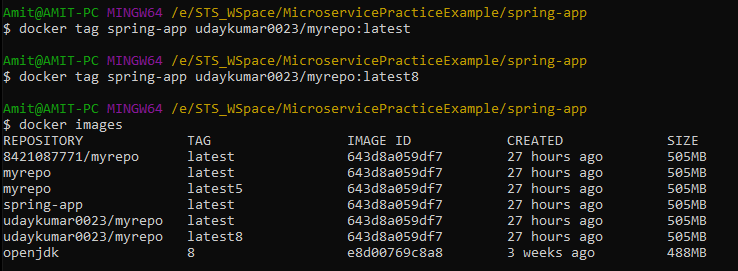 Amit@AMIT-PC MINGW64 /e/STS_WSpace/MicroservicePracticeExample/spring-app
$ docker tag spring-app udaykumar0023/myrepo:latest
Amit@AMIT-PC MINGW64 /e/STS_WSpace/MicroservicePracticeExample/spring-app
$ docker tag spring-app udaykumar0023/myrepo:latest8
Amit@AMIT-PC MINGW64 /e/STS_WSpace/MicroservicePracticeExample/spring-app
$ docker images
REPOSITORY TAG IMAGE ID CREATED SIZE
8421087771/myrepo latest 643d8a059df7 27 hours ago 505MB
myrepo latest 643d8a059df7 27 hours ago 505MB
myrepo latest5 643d8a059df7 27 hours ago 505MB
spring-app latest 643d8a059df7 27 hours ago 505MB
udaykumar0023/myrepo latest 643d8a059df7 27 hours ago 505MB
udaykumar0023/myrepo latest8 643d8a059df7 27 hours ago 505MB
openjdk 8 e8d00769c8a8 3 weeks ago 488MB